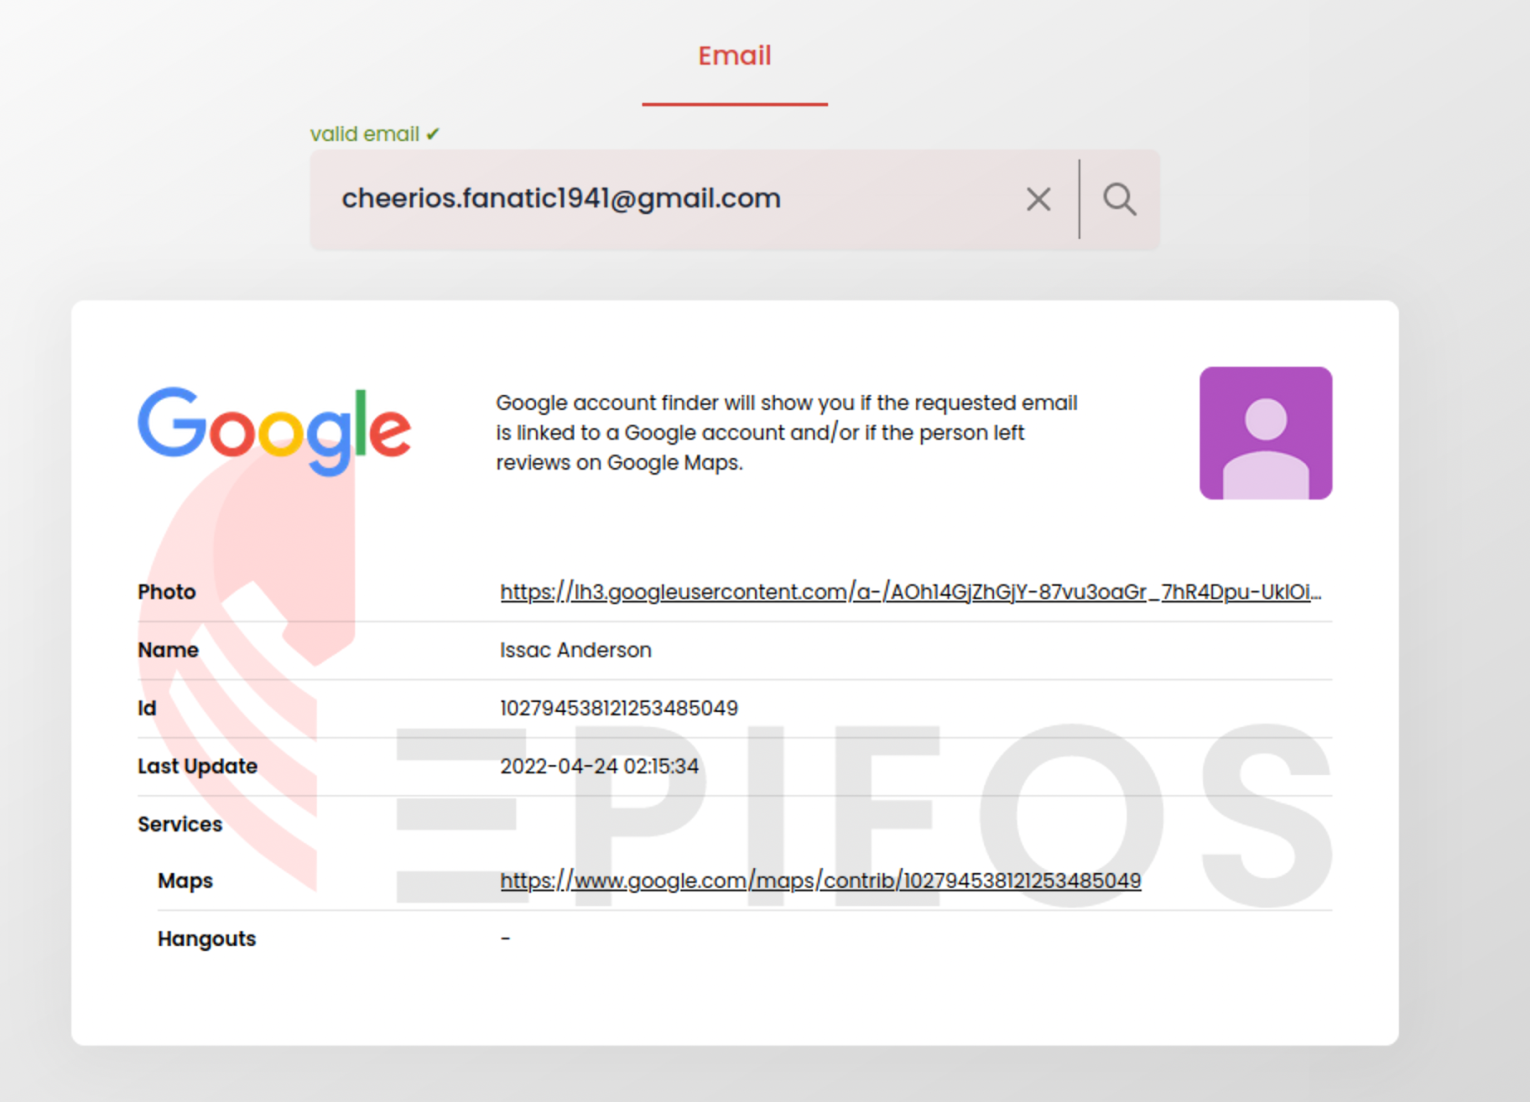 Email
valid email ✔
cheerios.fanatic1941@gmail.com
Google
Google account finder will show you if the requested email
is linked to a Google account and/or if the person left
reviews on Google Maps.
Photo https://lh3.googleusercontent.com/a-/AOh14GjZhGjY-87vu3oaGr_7hR4Dpu-UklOi...
Name Issac Anderson
Id 102794538121253485049
Last Update 2022-04-24 02:15:34
Services
Maps https://www.google.com/maps/contrib/102794538121253485049
Hangouts -
EPIEOS